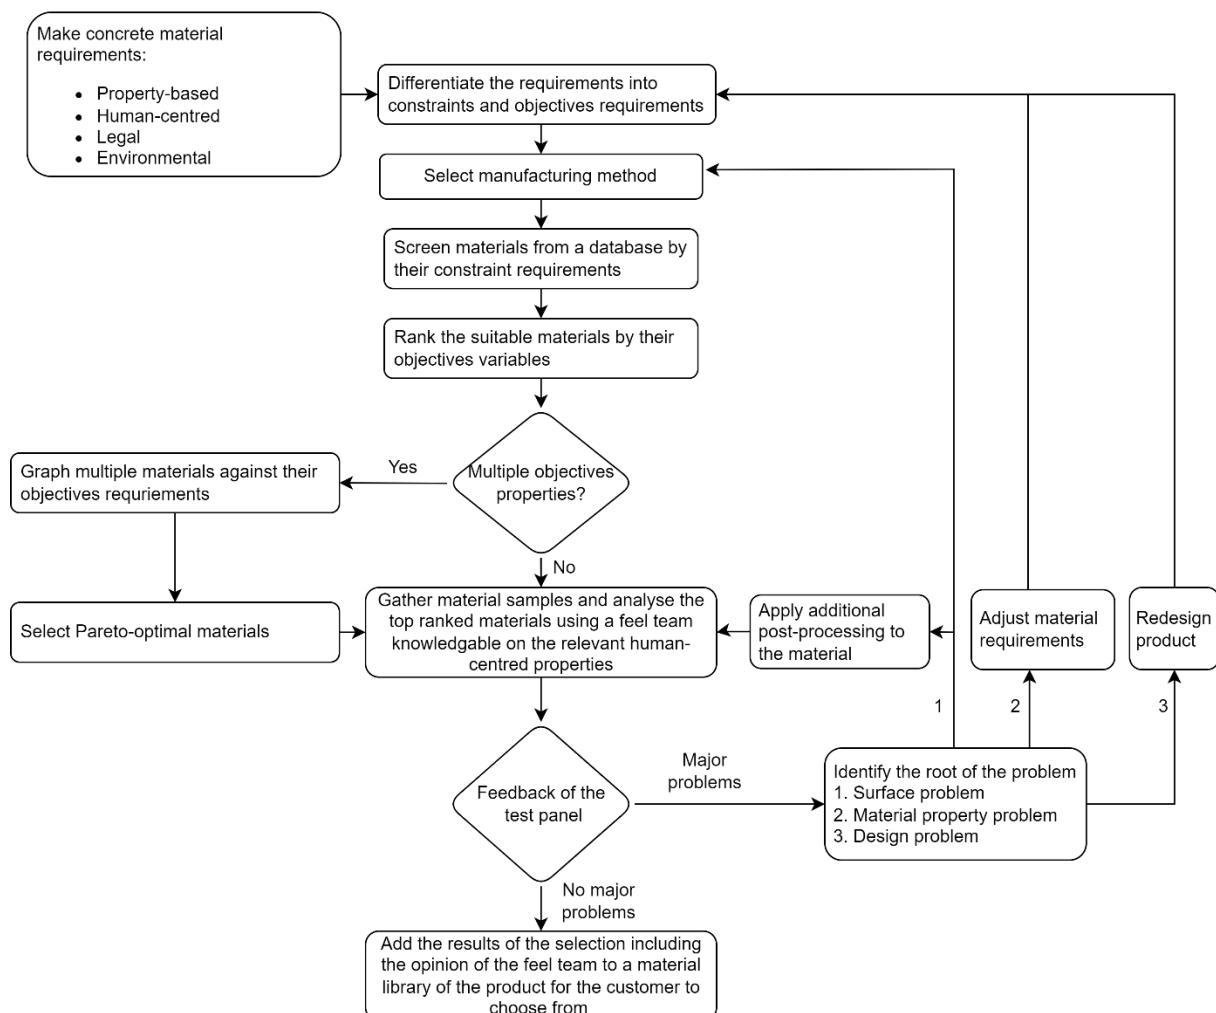 Make concrete material
requirements:
• Property-based
• Human-centred
• Legal
• Environmental
Differentiate the requirements into
constraints and objectives requirements
Select manufacturing method
Screen materials from a database by
their constraint requirements
Rank the suitable materials by their
objectives variables
Multiple objectives
properties?
Yes
Graph multiple materials against their
objectives requriements
Select Pareto-optimal materials
No
Gather material samples and analyse the
top ranked materials using a feel team
knowledgable on the relevant human-
centred properties
Apply additional
post-processing to
the material
Adjust material
requirements
Redesign
product
1
2
3
Feedback of the
test panel
Major
problems
Identify the root of the problem
1. Surface problem
2. Material property problem
3. Design problem
No major
problems
Add the results of the selection including
the opinion of the feel team to a material
library of the product for the customer to
choose from